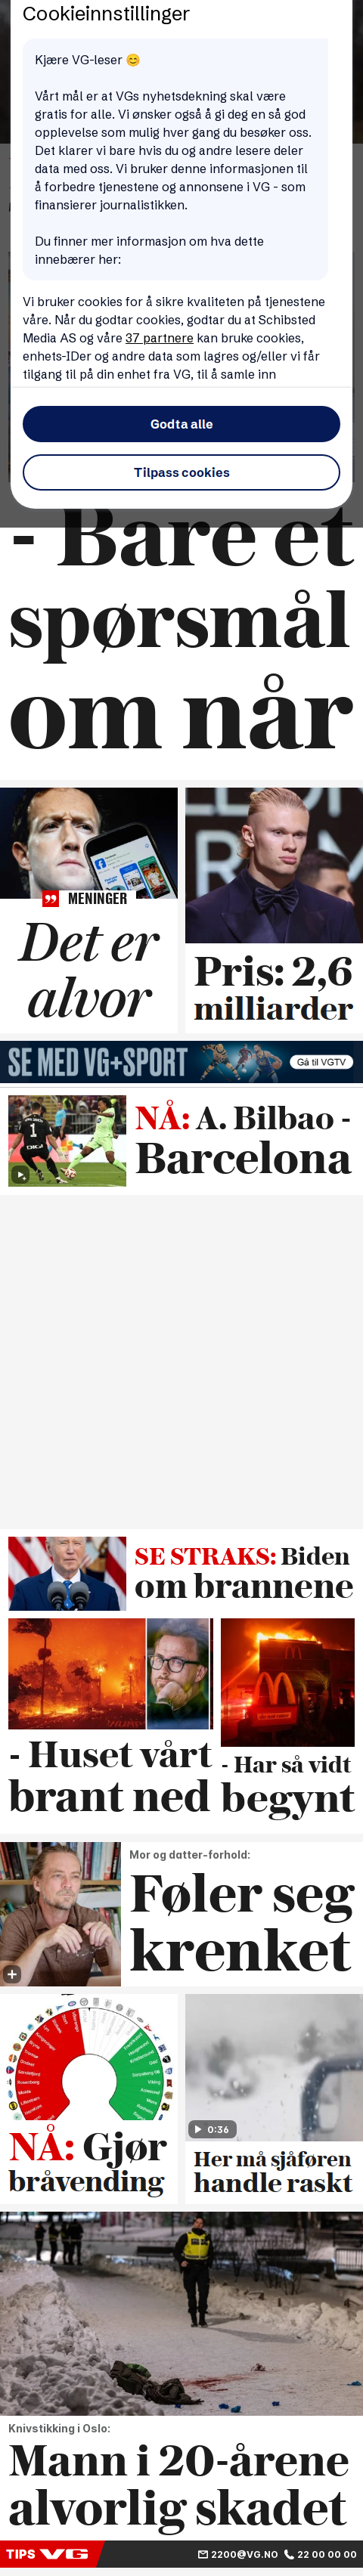 Cookieinnstillinger
Kjære VG-leser 😊
Vårt mål er at VGs nyhetsdekning skal være
gratis for alle. Vi ønsker også å gi deg en så god
opplevelse som mulig hver gang du besøker oss.
Det klarer vi bare hvis du og andre lesere deler
data med oss. Vi bruker denne informasjonen til
å forbedre tjenestene og annonsene i VG - som
finansierer journalistikken.
Du finner mer informasjon om hva dette
innebærer her:
Vi bruker cookies for å sikre kvaliteten på tjenestene
våre. Når du godtar cookies, godtar du at Schibsted
Media AS og våre 37 partnere kan bruke cookies,
enhets-IDer og andre data som lagres og/eller vi får
tilgang til på din enhet fra VG, til å samle inn
Godta alle
Tilpass cookies
- Bare et
spørsmål
om når
MENINGER
Det er
alvor
Pris: 2,6
milliarder
SE MED VG+SPORT
Gå til VGTV
NÅ: A. Bilbao -
Barcelona
SE STRAKS: Biden
om brannene
- Huset vårt
brant ned
- Har så vidt
begynt
Mor og datter-forhold:
Føler seg
krenket
NÅ: Gjør
bråvending
0:36
Her må sjåføren
handle raskt
Knivstikking i Oslo:
Mann i 20-årene
alvorlig skadet
TIPS VG
2200@VG.NO 22 00 00 00